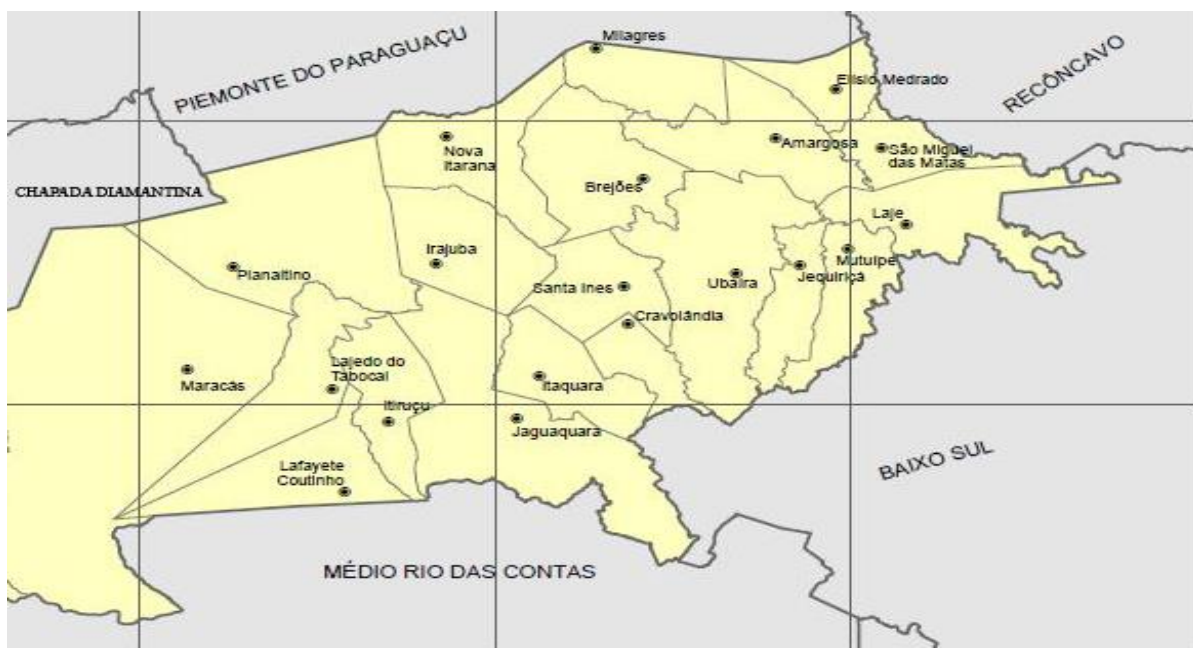 Milagres
PIEMONTE DO PARAGUAÇU
RECÔNCAVO
Elísio Medrado
Nova
Itarana
Amargosa
São Miguel
das Matas
CHAPADA DIAMANTINA
Brejões
Laje
Irajuba
Mutuípe
Planaltino
Santa Ines
Ubaíra
Jequiriçá
Cravolândia
Maracás
Lajedo do
Tabocal
Itaquara
Itiruçu
Jaguaquara
BAIXO SUL
Lafayete
Coutinho
MÉDIO RIO DAS CONTAS